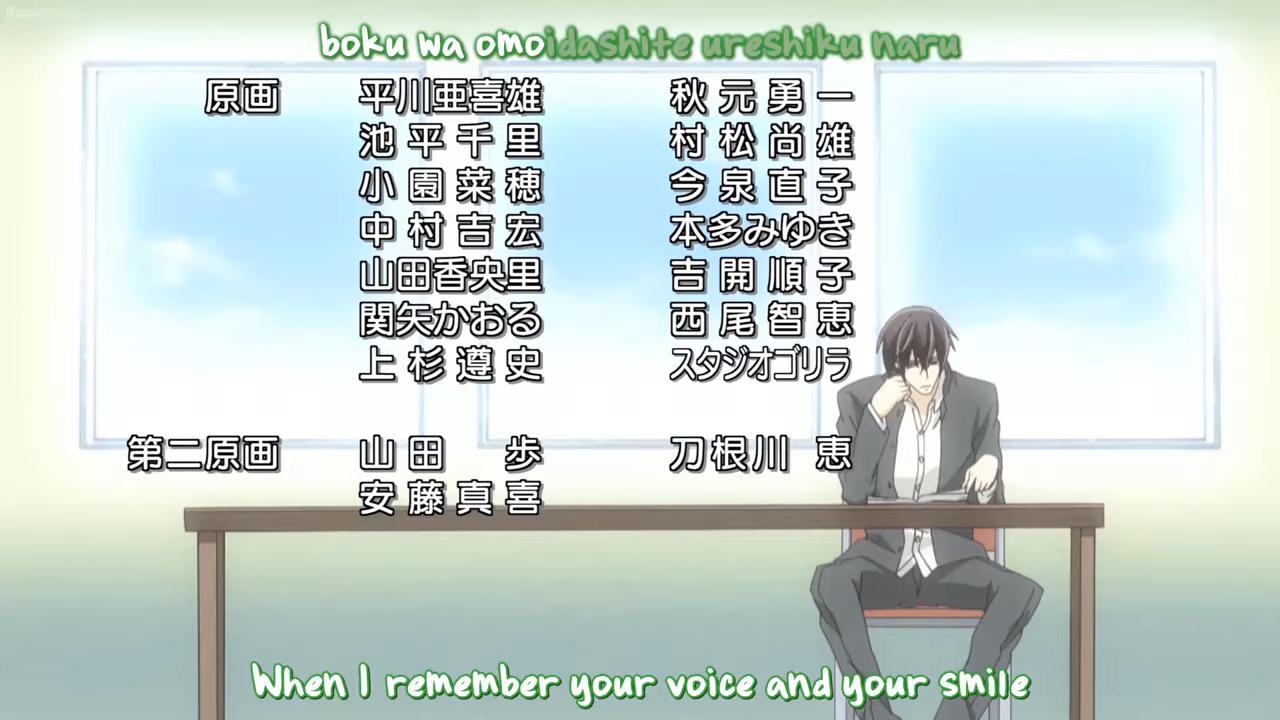 boku wa omoidashite ureshiku naru
原画 平川亜喜雄 秋元勇一
池平千里 村松尚雄
小園菜穂 今泉直子
中村吉宏 本多みゆき
山田香央里 吉開順子
関矢かおる 西尾智恵
上杉遵史 スタジオゴリラ
第二原画 山田 歩 刀根川 恵
安藤真喜
When I remember your voice and your smile